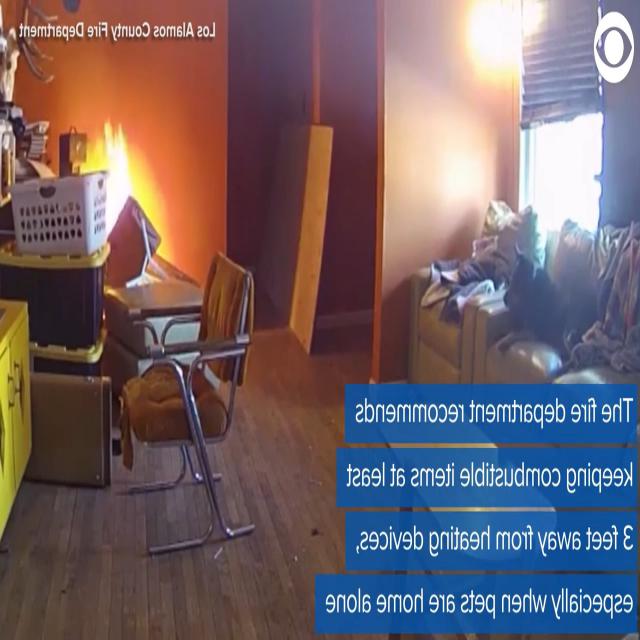 Los Alamos County Fire Department
The fire department recommends
keeping combustible items at least
3 feet away from heating devices,
especially when pets are home alone